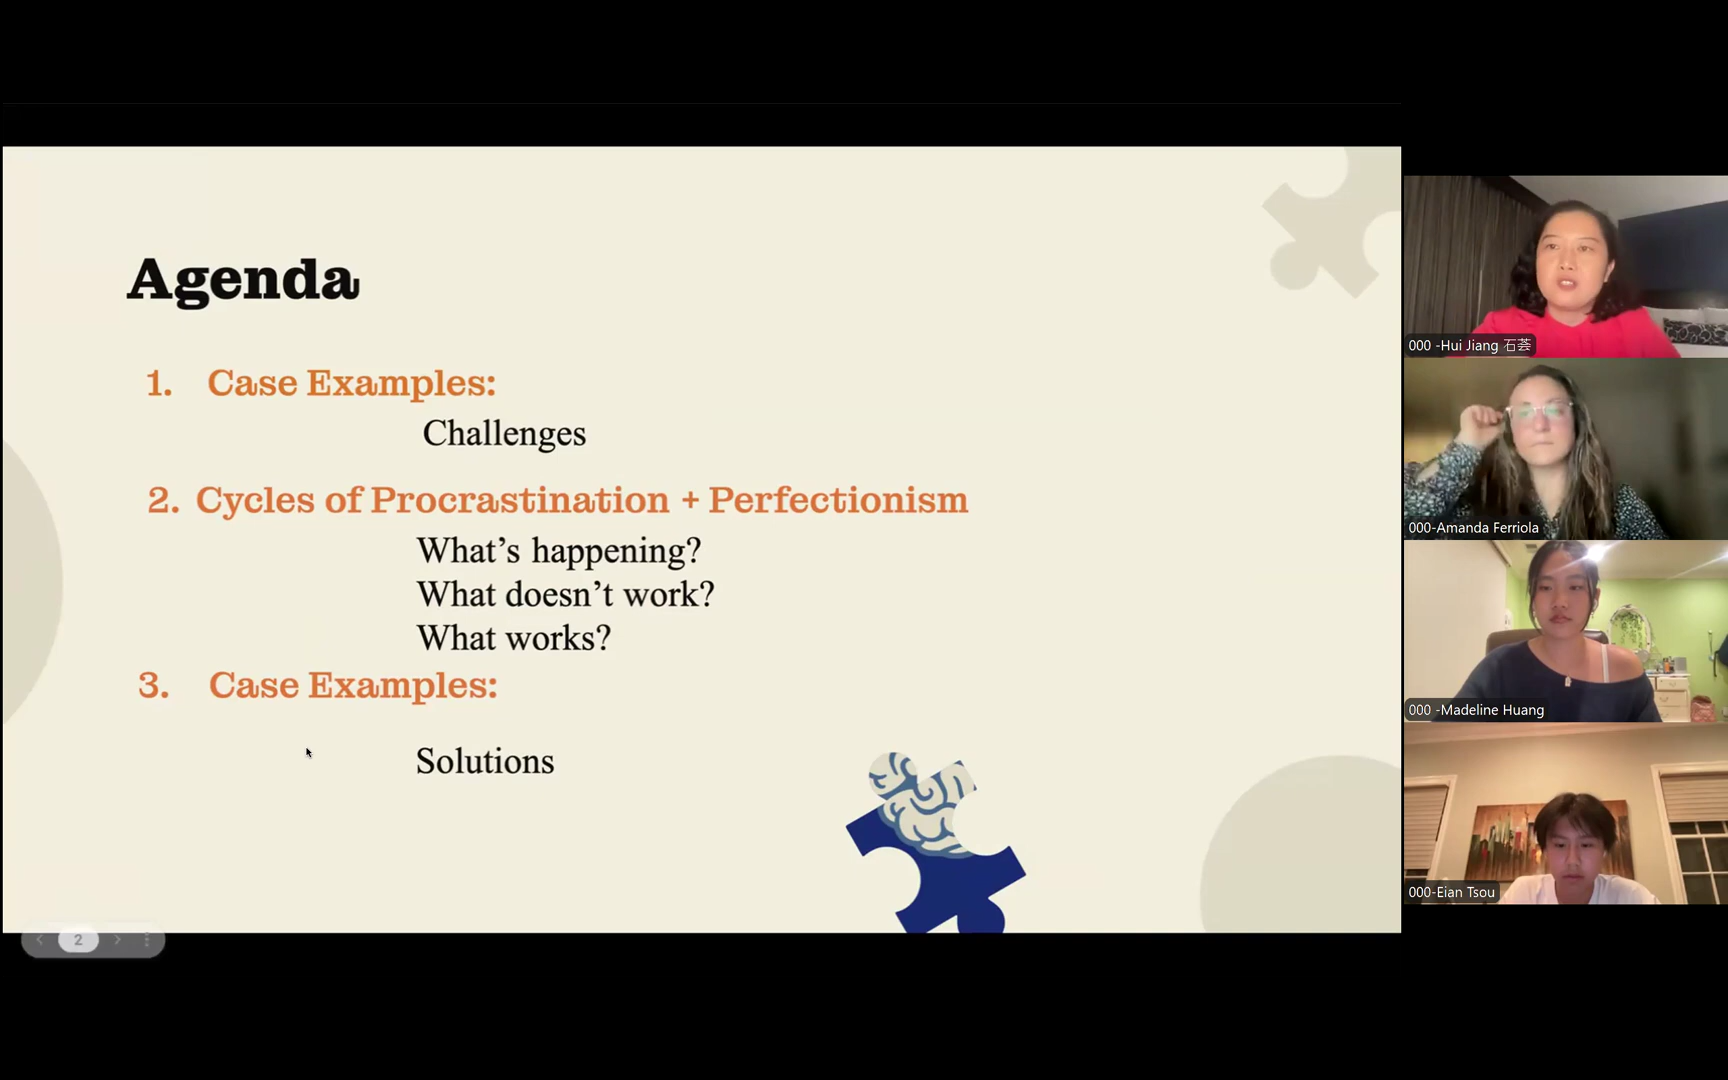 Agenda
1. Case Examples:
Challenges
2. Cycles of Procrastination + Perfectionism
What's happening?
What doesn't work?
What works?
3. Case Examples:
Solutions
2
000 -Hui Jiang 石荟
000-Amanda Ferriola
000 -Madeline Huang
000-Eian Tsou